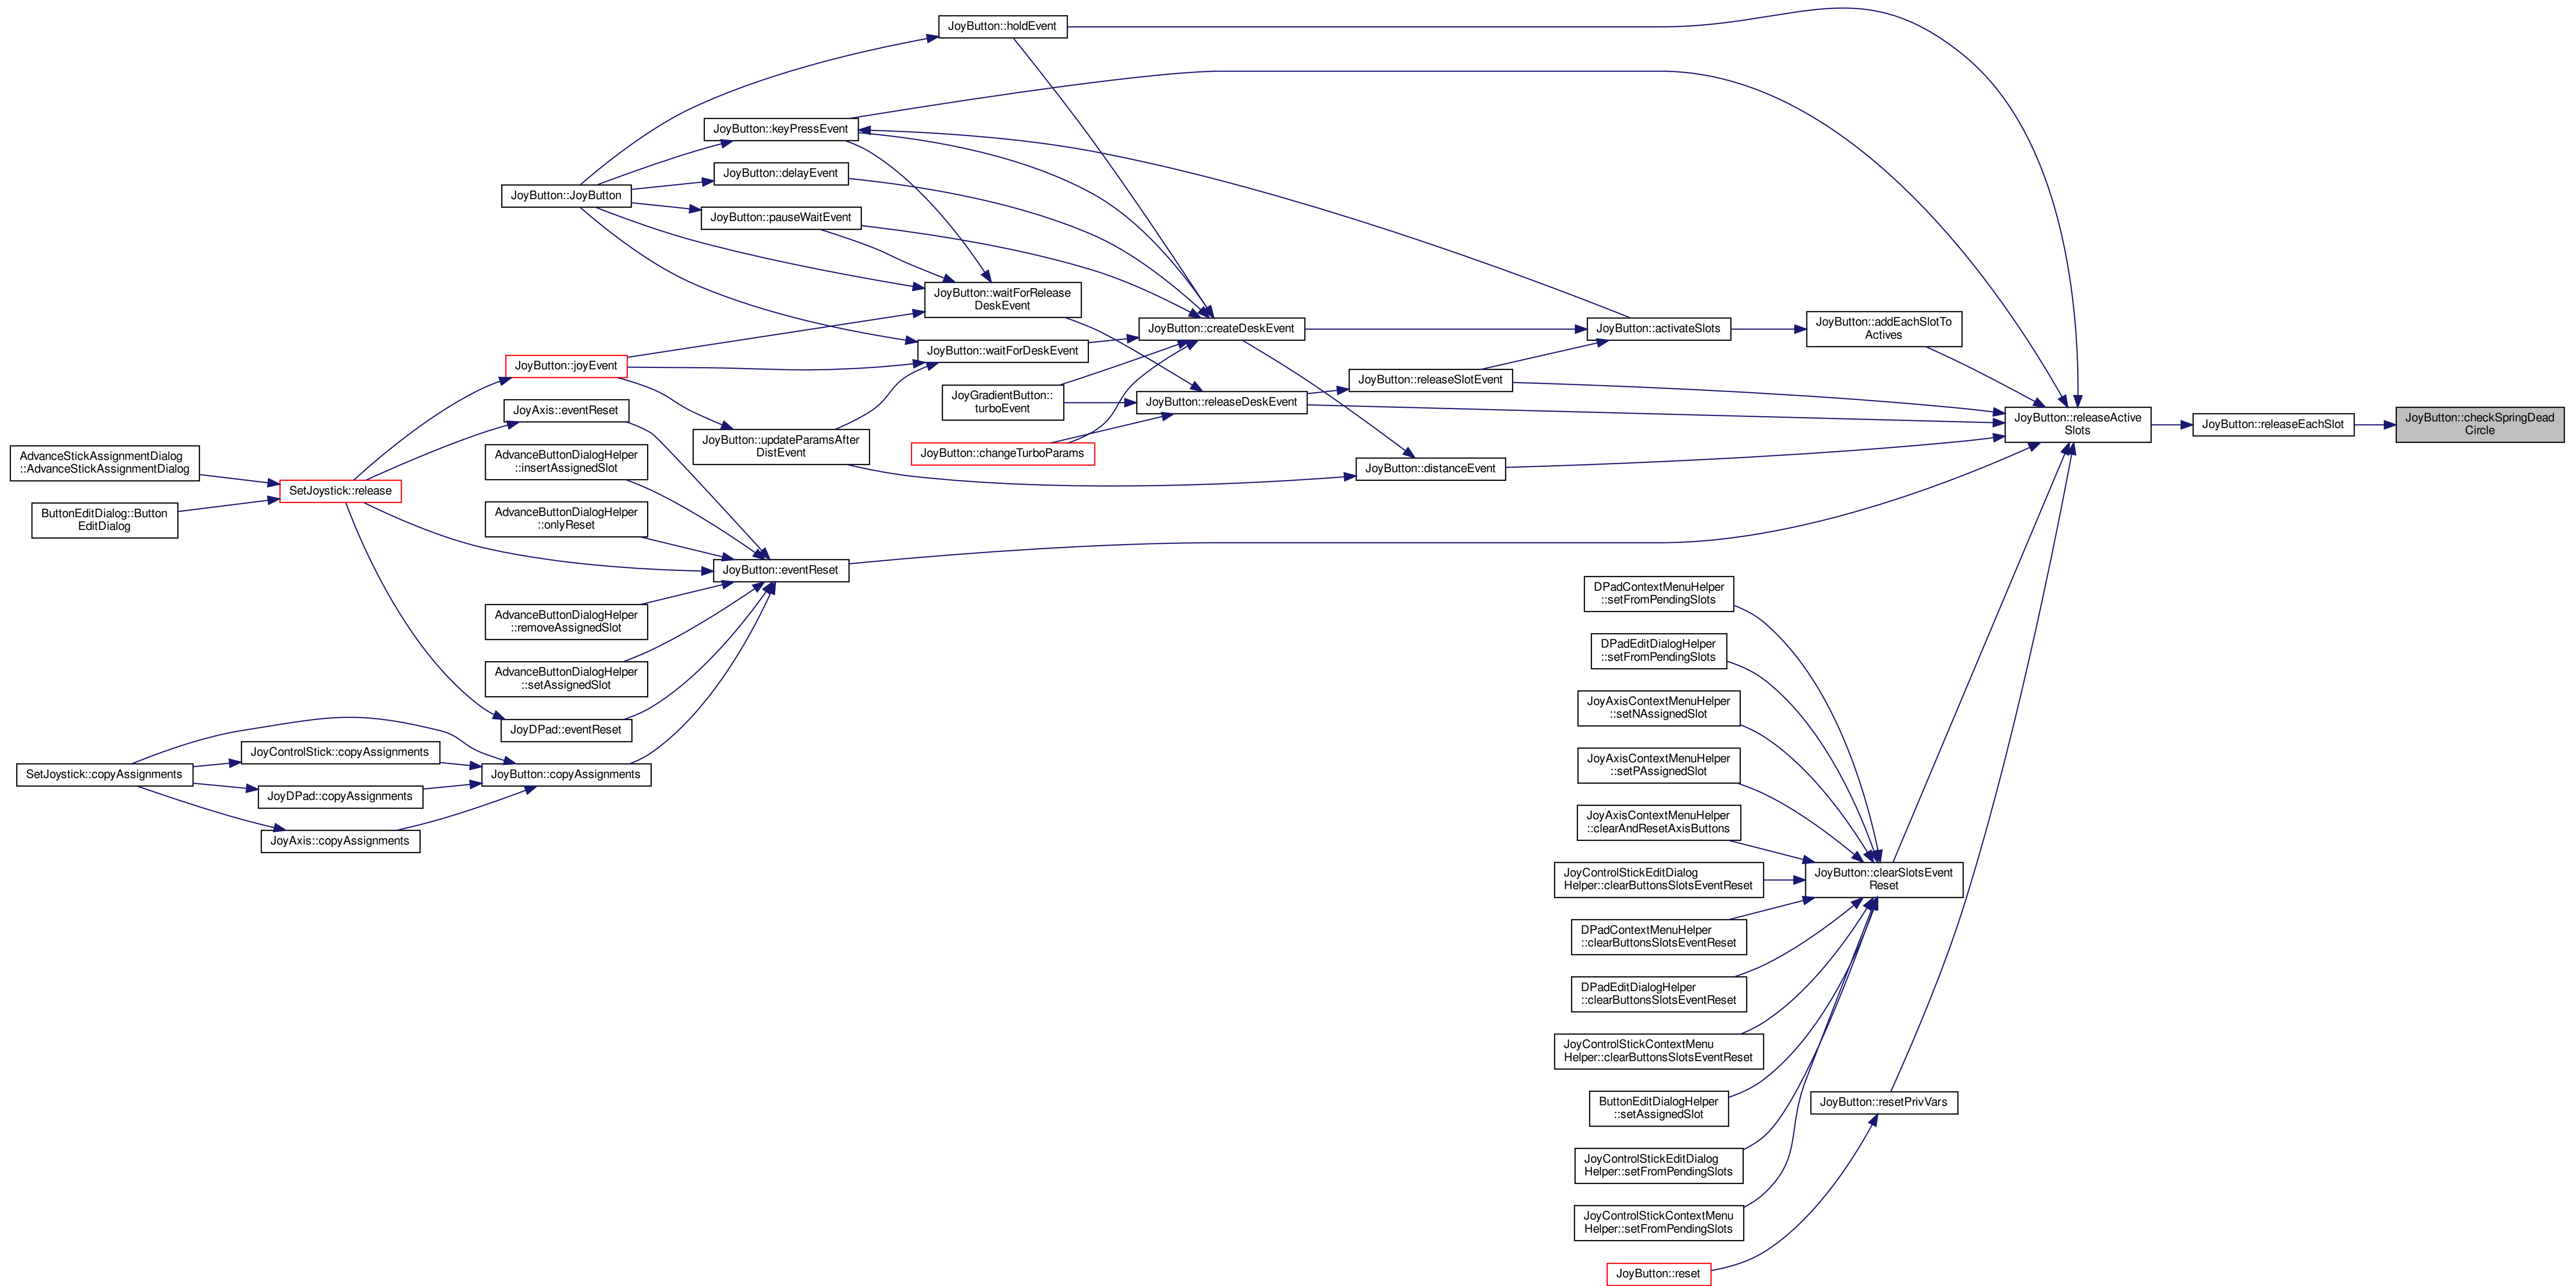 JoyButton::holdEvent
JoyButton::keyPressEvent
JoyButton::delayEvent
JoyButton::JoyButton
JoyButton::pauseWaitEvent
JoyButton::waitForRelease
DeskEvent
JoyButton::createDeskEvent
JoyButton::activateSlots
JoyButton::addEachSlotTo
Actives
JoyButton::waitForDeskEvent
JoyButton::joyEvent
JoyButton::releaseSlotEvent
JoyGradientButton::
turboEvent
JoyButton::releaseDeskEvent
JoyAxis::eventReset
JoyButton::releaseActive
Slots
JoyButton::releaseEachSlot
JoyButton::checkSpringDead
Circle
JoyButton::updateParamsAfter
DistEvent
JoyButton::changeTurboParams
JoyButton::distanceEvent
AdvanceStickAssignmentDialog
::AdvanceStickAssignmentDialog
AdvanceButtonDialogHelper
::insertAssignedSlot
SetJoystick::release
ButtonEditDialog::Button
EditDialog
AdvanceButtonDialogHelper
::onlyReset
JoyButton::eventReset
AdvanceButtonDialogHelper
::removeAssignedSlot
AdvanceButtonDialogHelper
::setAssignedSlot
JoyDPad::eventReset
JoyControlStick::copyAssignments
SetJoystick::copyAssignments
JoyButton::copyAssignments
JoyDPad::copyAssignments
JoyAxis::copyAssignments
DPadContextMenuHelper
::setFromPendingSlots
DPadEditDialogHelper
::setFromPendingSlots
JoyAxisContextMenuHelper
::setNAssignedSlot
JoyAxisContextMenuHelper
::setPAssignedSlot
JoyAxisContextMenuHelper
::clearAndResetAxisButtons
JoyControlStickEditDialog
Helper::clearButtonsSlotsEventReset
JoyButton::clearSlotsEvent
Reset
DPadContextMenuHelper
::clearButtonsSlotsEventReset
DPadEditDialogHelper
::clearButtonsSlotsEventReset
JoyControlStickContextMenu
Helper::clearButtonsSlotsEventReset
ButtonEditDialogHelper
::setAssignedSlot
JoyButton::resetPrivVars
JoyControlStickEditDialog
Helper::setFromPendingSlots
JoyControlStickContextMenu
Helper::setFromPendingSlots
JoyButton::reset